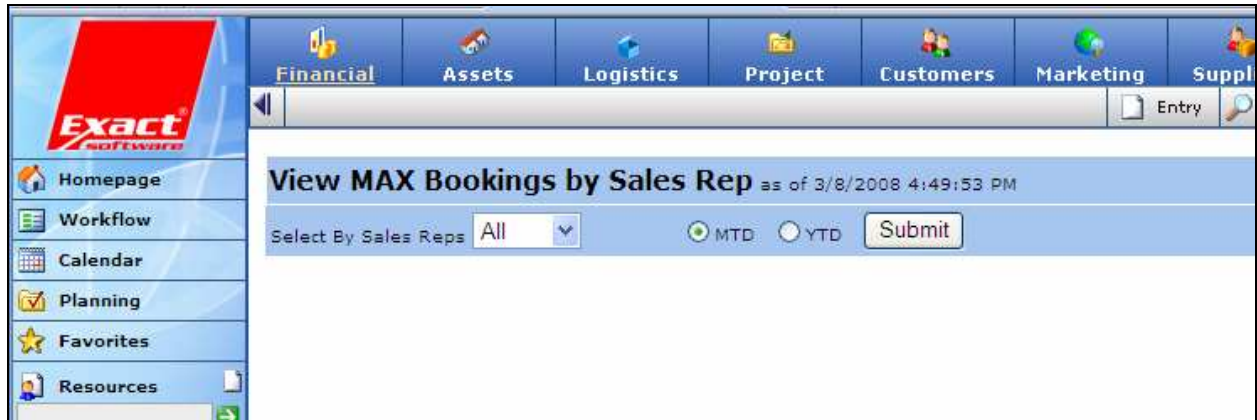 Financial Assets Logistics Project Customers Marketing Suppl
Entry
Exact
software
Homepage
Workflow
Calendar
Planning
Favorites
Resources
View MAX Bookings by Sales Rep as of 3/8/2008 4:49:53 PM
Select By Sales Reps All MTD YTD Submit